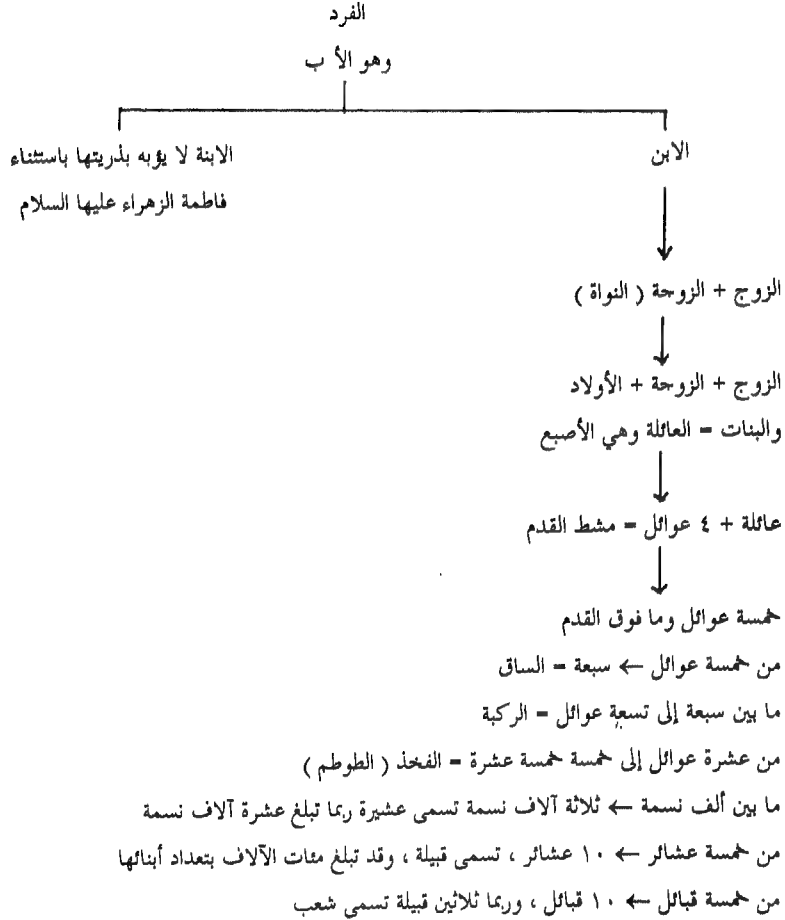 الفرد
وهو الأ ب
الابن
الابنة لا يؤبه بذريتها باستثناء
فاطمة الزهراء عليها السلام
الزوج + الزوجة ( النواة )
الزوج + الزوجة + الأولاد
والبنات = العائلة وهي الأصبع
عائلة + ٤ عوائل = مشط القدم
خمسة عوائل وما فوق القدم
من خمسة عوائل ← سبعة = الساق
ما بين سبعة إلى تسعة عوائل = الركبة
من عشرة عوائل إلى خمسة خمسة عشرة = الفخذ ( الطوطم )
ما بين ألف نسمة ← ثلاثة آلاف نسمة تسمى عشيرة ربما تبلغ عشرة آلاف نسمة
من خمسة عشائر ← ١٠ عشائر ، تسمى قبيلة ، وقد تبلغ مئات الآلاف بتعداد أبنائها
من خمسة قبائل ← ١٠ قبائل ، وربما ثلاثين قبيلة تسمى شعب